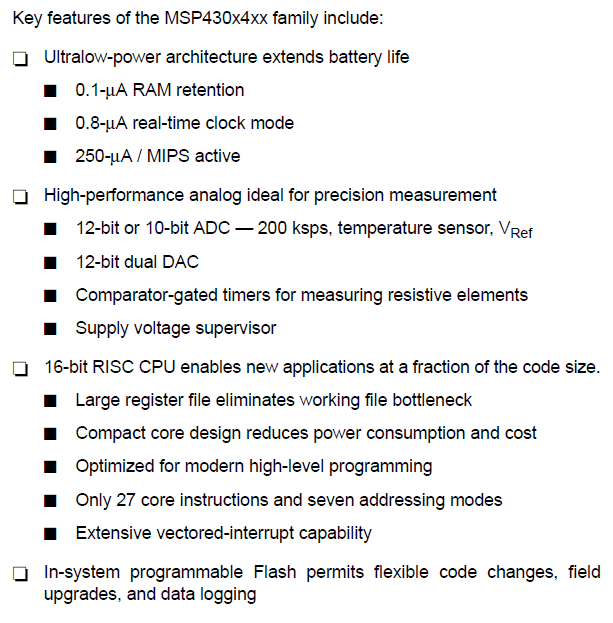 Key features of the MSP430x4xx family include:
❏ Ultralow-power architecture extends battery life
■ 0.1-μA RAM retention
■ 0.8-μA real-time clock mode
■ 250-μA / MIPS active
❏ High-performance analog ideal for precision measurement
■ 12-bit or 10-bit ADC — 200 ksps, temperature sensor, VRef
■ 12-bit dual DAC
■ Comparator-gated timers for measuring resistive elements
■ Supply voltage supervisor
❏ 16-bit RISC CPU enables new applications at a fraction of the code size.
■ Large register file eliminates working file bottleneck
■ Compact core design reduces power consumption and cost
■ Optimized for modern high-level programming
■ Only 27 core instructions and seven addressing modes
■ Extensive vectored-interrupt capability
❏ In-system programmable Flash permits flexible code changes, field
upgrades, and data logging